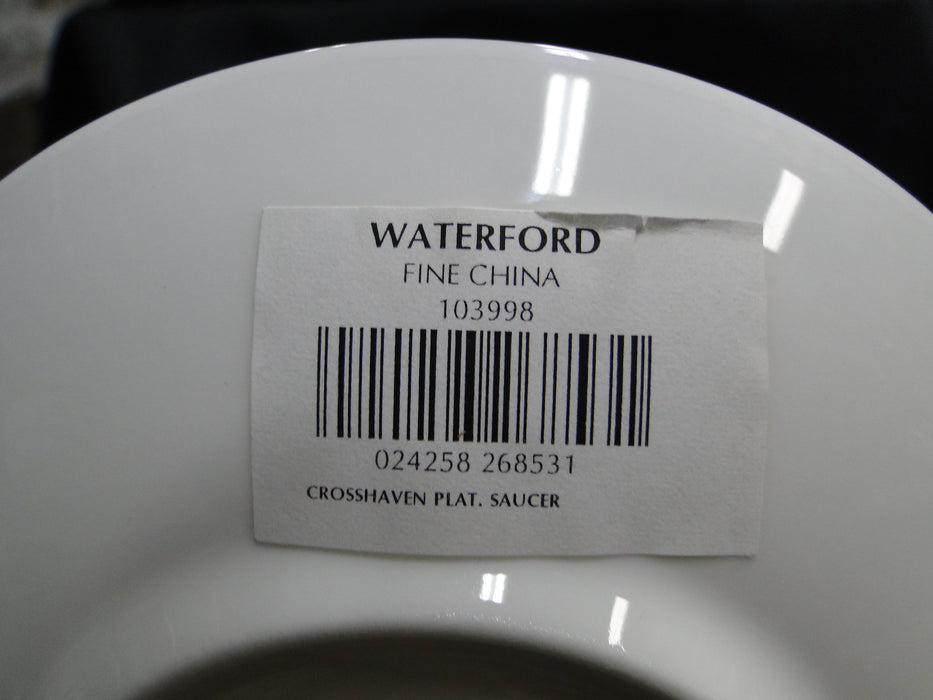 WATERFORD
FINE CHINA
103998
024258 268531
CROSSHAVEN PLAT. SAUCER